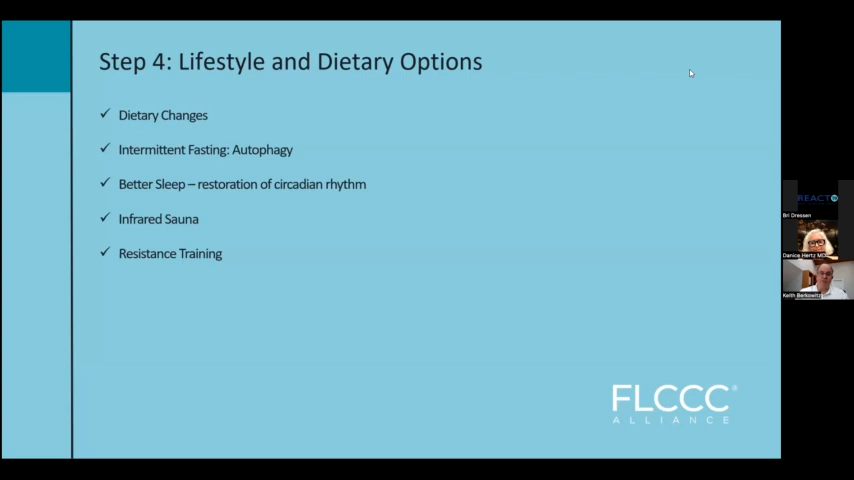 Step 4: Lifestyle and Dietary Options
✓ Dietary Changes
✓ Intermittent Fasting: Autophagy
✓ Better Sleep – restoration of circadian rhythm
✓ Infrared Sauna
✓ Resistance Training
FLCCC®
ALLIANCE
REACT19
Bri Dressen
Danice Hertz MD
Keith Berkowitz